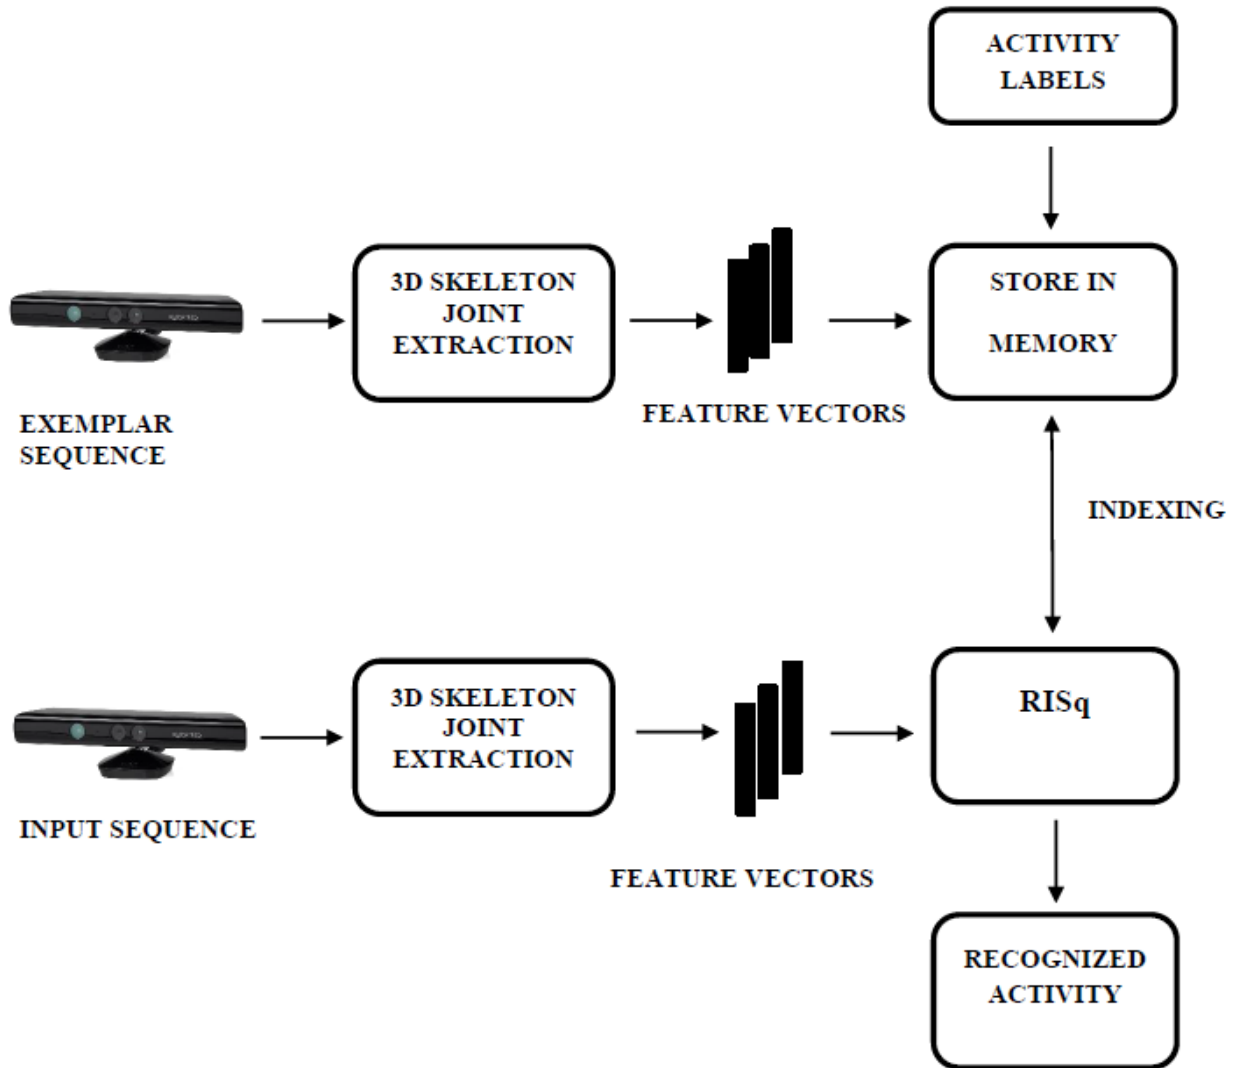 ACTIVITY
LABELS
3D SKELETON
JOINT
EXTRACTION
STORE IN
MEMORY
FEATURE VECTORS
EXEMPLAR
SEQUENCE
INDEXING
3D SKELETON
JOINT
EXTRACTION
RISq
INPUT SEQUENCE
FEATURE VECTORS
RECOGNIZED
ACTIVITY